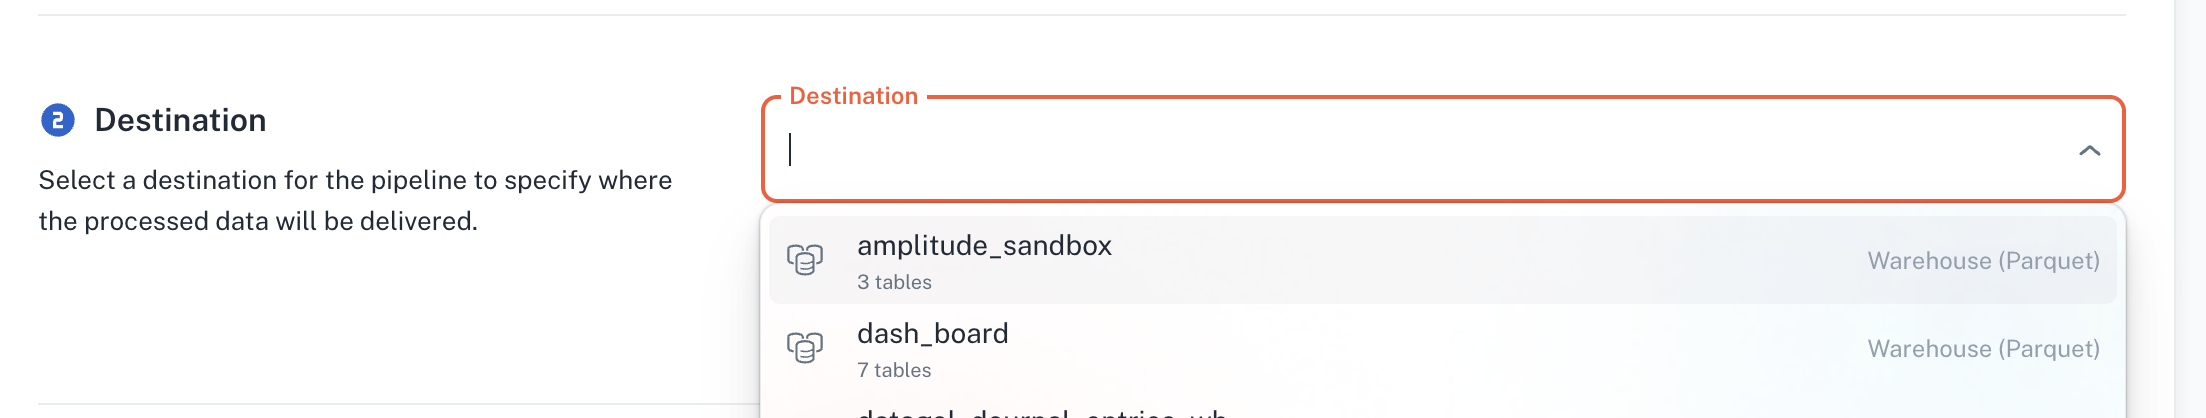 2 Destination
Select a destination for the pipeline to specify where
the processed data will be delivered.
Destination
amplitude_sandbox
3 tables
Warehouse (Parquet)
dash_board
7 tables
Warehouse (Parquet)